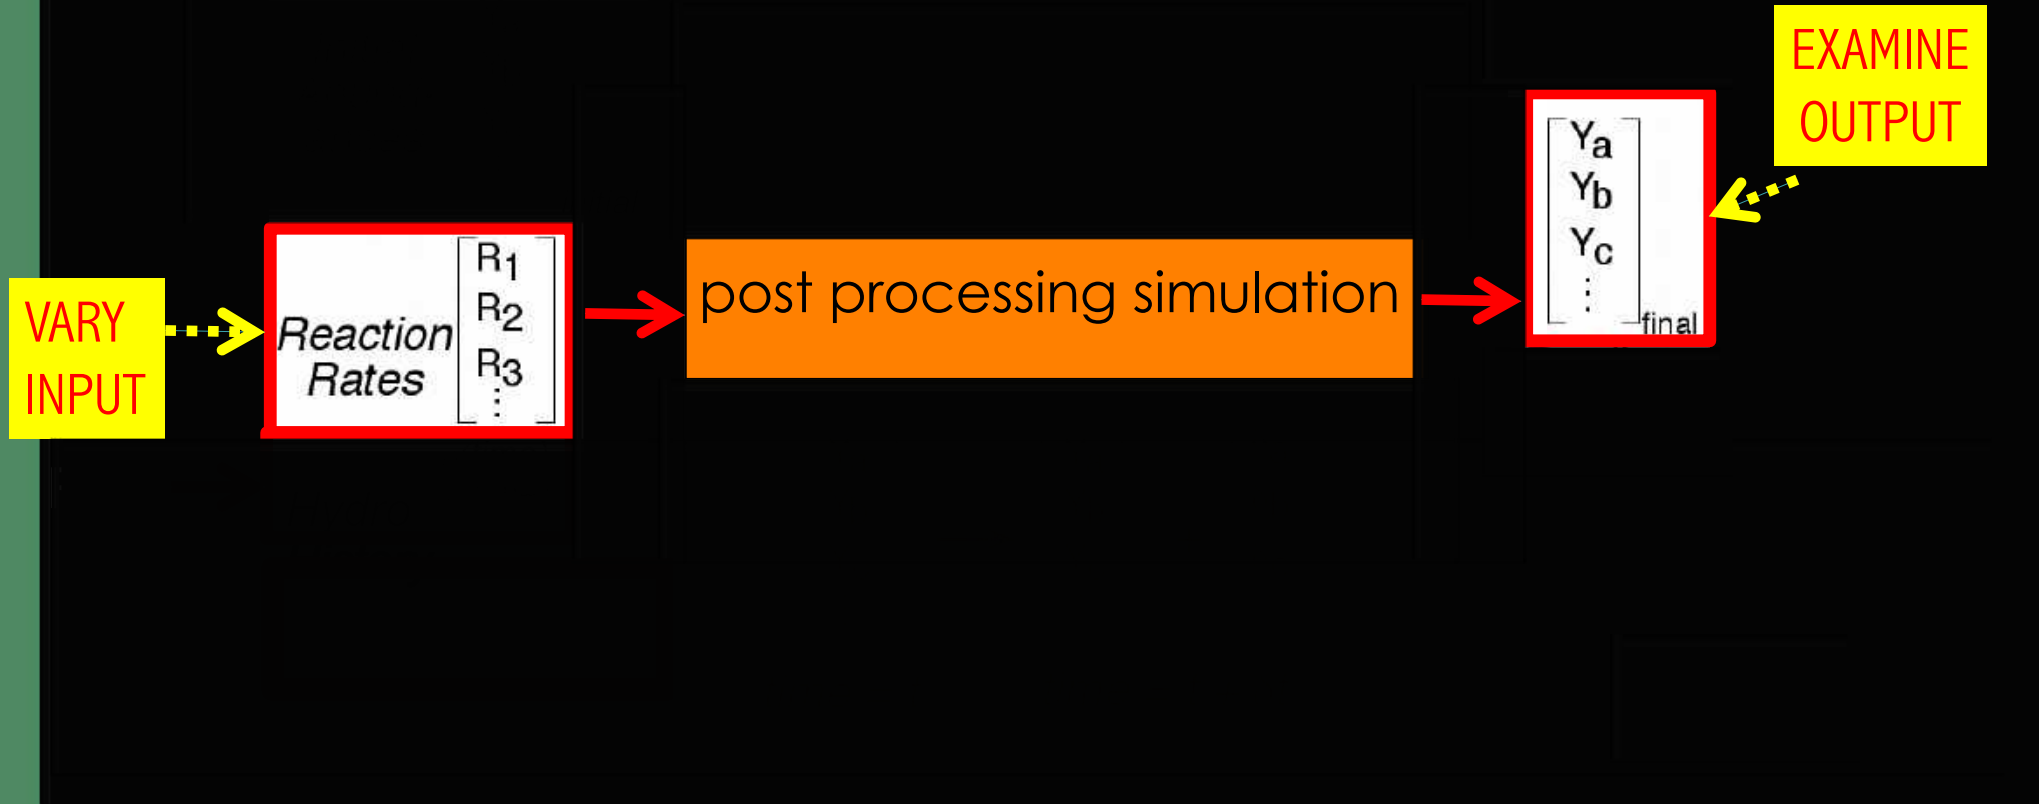 VARY
INPUT
Reaction
Rates
R1
R2
R3
⋮
post processing simulation
Ya
Yb
Yc
⋮
final
EXAMINE
OUTPUT